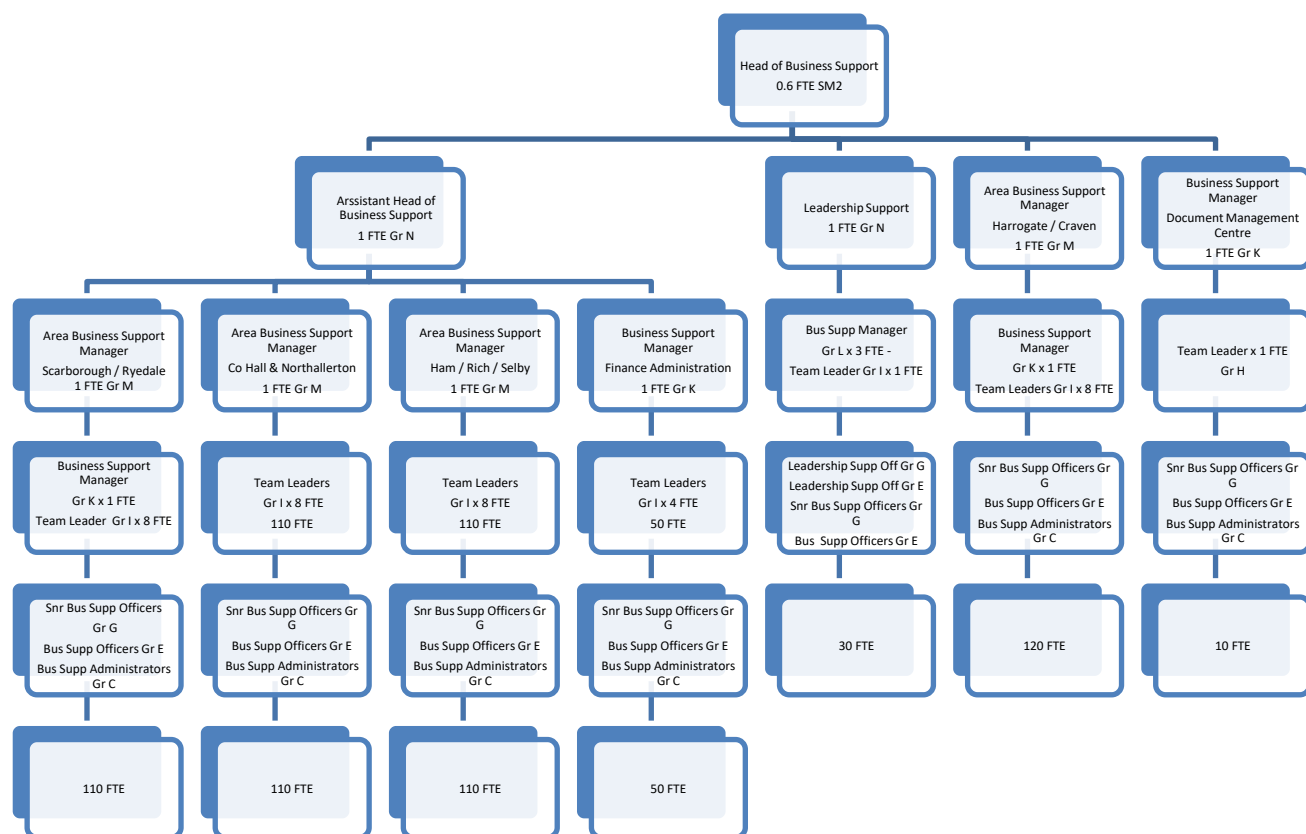 Head of Business Support
0.6 FTE SM2
Arssistant Head of
Business Support
1 FTE Gr N
Leadership Support
1 FTE Gr N
Area Business Support
Manager
Harrogate / Craven
1 FTE Gr M
Business Support
Manager
Document Management
Centre
1 FTE Gr K
Area Business Support
Manager
Scarborough / Ryedale
1 FTE Gr M
Area Business Support
Manager
Co Hall & Northallerton
1 FTE Gr M
Area Business Support
Manager
Ham / Rich / Selby
1 FTE Gr M
Business Support
Manager
Finance Administration
1 FTE Gr K
Bus Supp Manager
Gr L x 3 FTE -
Team Leader Gr I x 1 FTE
Business Support
Manager
Gr K x 1 FTE
Team Leaders Gr I x 8 FTE
Team Leader x 1 FTE
Gr H
Business Support
Manager
Gr K x 1 FTE
Team Leader Gr I x 8 FTE
Team Leaders
Gr I x 8 FTE
110 FTE
Team Leaders
Gr I x 8 FTE
110 FTE
Team Leaders
Gr I x 4 FTE
50 FTE
Leadership Supp Off Gr G
Leadership Supp Off Gr E
Snr Bus Supp Officers Gr
G
Bus Supp Officers Gr E
Snr Bus Supp Officers Gr
G
Bus Supp Officers Gr E
Bus Supp Administrators
Gr C
Snr Bus Supp Officers Gr
G
Bus Supp Officers Gr E
Bus Supp Administrators
Gr C
Snr Bus Supp Officers
Gr G
Bus Supp Officers Gr E
Bus Supp Administrators
Gr C
Snr Bus Supp Officers Gr
G
Bus Supp Officers Gr E
Bus Supp Administrators
Gr C
Snr Bus Supp Officers Gr
G
Bus Supp Officers Gr E
Bus Supp Administrators
Gr C
Snr Bus Supp Officers Gr
G
Bus Supp Officers Gr E
Bus Supp Administrators
Gr C
30 FTE
120 FTE
10 FTE
110 FTE
110 FTE
110 FTE
50 FTE